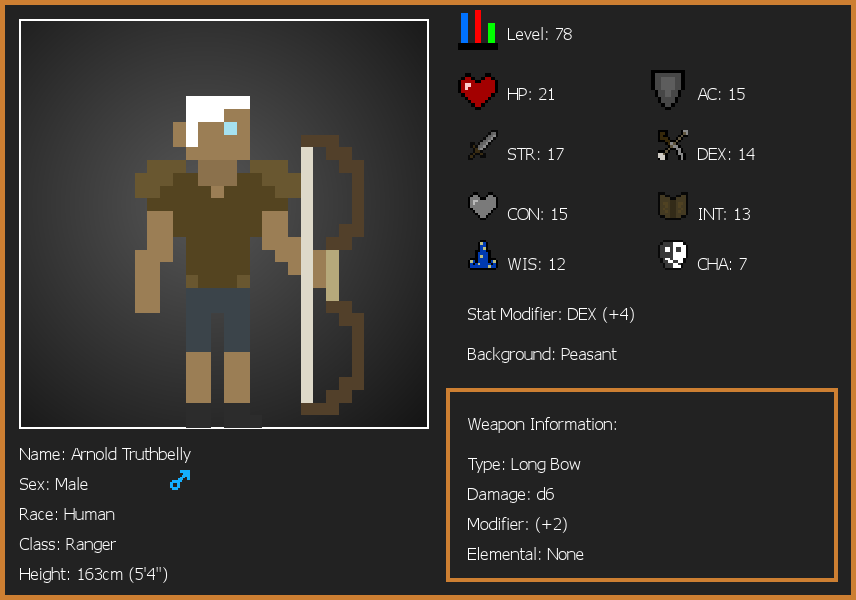 Level: 78
HP: 21
AC: 15
STR: 17
DEX: 14
CON: 15
INT: 13
WIS: 12
CHA: 7
Stat Modifier: DEX (+4)
Background: Peasant
Weapon Information:
Type: Long Bow
Damage: d6
Modifier: (+2)
Elemental: None
Name: Arnold Truthbelly
Sex: Male
Race: Human
Class: Ranger
Height: 163cm (5'4")